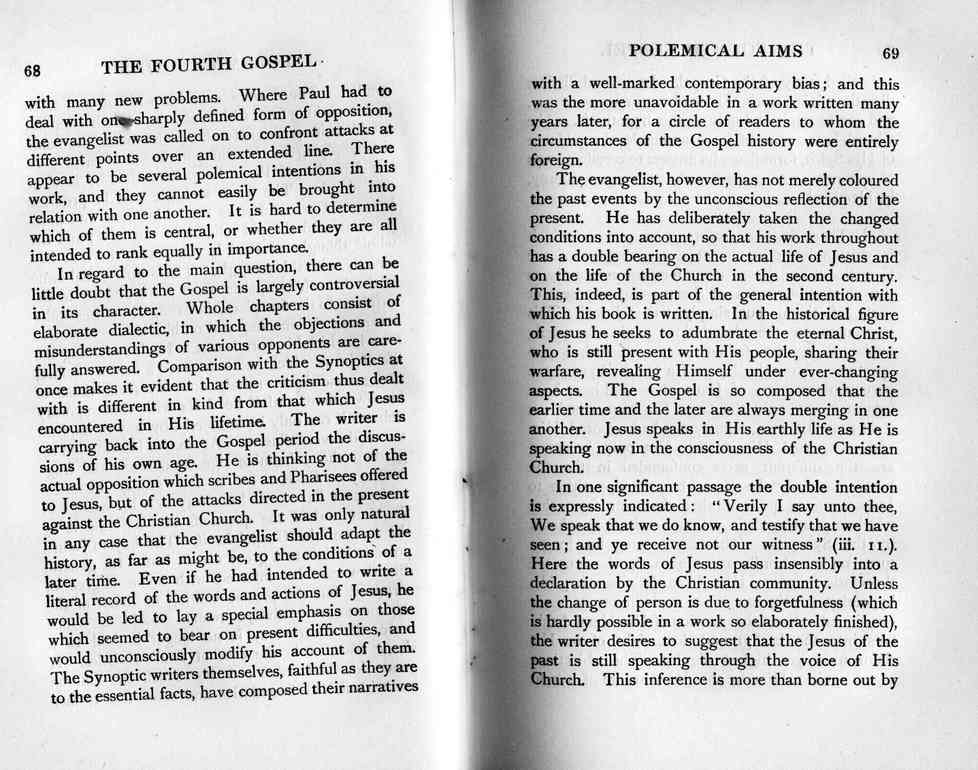 68 THE FOURTH GOSPEL
with many new problems. Where Paul had to
deal with one sharply defined form of opposition,
the evangelist was called on to confront attacks at
different points over an extended line. There
appear to be several polemical intentions in his
work, and they cannot easily be brought into
relation with one another. It is hard to determine
which of them is central, or whether they are all
intended to rank equally in importance.
In regard to the main question, there can be
little doubt that the Gospel is largely controversial
in its character. Whole chapters consist of
elaborate dialectic, in which the objections and
misunderstandings of various opponents are care-
fully answered. Comparison with the Synoptics at
once makes it evident that the criticism thus dealt
with is different in kind from that which Jesus
encountered in His lifetime. The writer is
carrying back into the Gospel period the discus-
sions of his own age. He is thinking not of the
actual opposition which scribes and Pharisees offered
to Jesus, but of the attacks directed in the present
against the Christian Church. It was only natural
in any case that the evangelist should adapt the
history, as far as might be, to the conditions of a
later time. Even if he had intended to write a
literal record of the words and actions of Jesus, he
would be led to lay a special emphasis on those
which seemed to bear on present difficulties, and
would unconsciously modify his account of them.
The Synoptic writers themselves, faithful as they are
to the essential facts, have composed their narratives
POLEMICAL AIMS 69
with a well-marked contemporary bias; and this
was the more unavoidable in a work written many
years later, for a circle of readers to whom the
circumstances of the Gospel history were entirely
foreign.
The evangelist, however, has not merely coloured
the past events by the unconscious reflection of the
present. He has deliberately taken the changed
conditions into account, so that his work throughout
has a double bearing on the actual life of Jesus and
on the life of the Church in the second century.
This, indeed, is part of the general intention with
which his book is written. In the historical figure
of Jesus he seeks to adumbrate the eternal Christ,
who is still present with His people, sharing their
warfare, revealing Himself under ever-changing
aspects. The Gospel is so composed that the
earlier time and the later are always merging in one
another. Jesus speaks in His earthly life as He is
speaking now in the consciousness of the Christian
Church.
In one significant passage the double intention
is expressly indicated: "Verily I say unto thee,
We speak that we do know, and testify that we have
seen; and ye receive not our witness" (iii. 11.).
Here the words of Jesus pass insensibly into a
declaration by the Christian community. Unless
the change of person is due to forgetfulness (which
is hardly possible in a work so elaborately finished),
the writer desires to suggest that the Jesus of the
past is still speaking through the voice of His
Church. This inference is more than borne out by